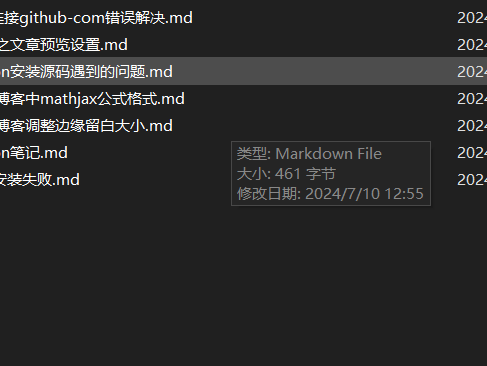 连接github-com错误解决.md 2024
之文章预览设置.md 2024
on安装源码遇到的问题.md 2024
博客中mathjax公式格式.md 2024
博客调整边缘留白大小.md 2024
on笔记.md 2024
安装失败.md 2024
类型: Markdown File
大小: 461 字节
修改日期: 2024/7/10 12:55